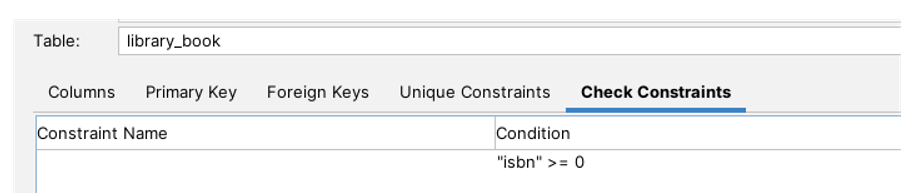 Table: library_book
Columns Primary Key Foreign Keys Unique Constraints Check Constraints
Constraint Name Condition
"isbn" >= 0